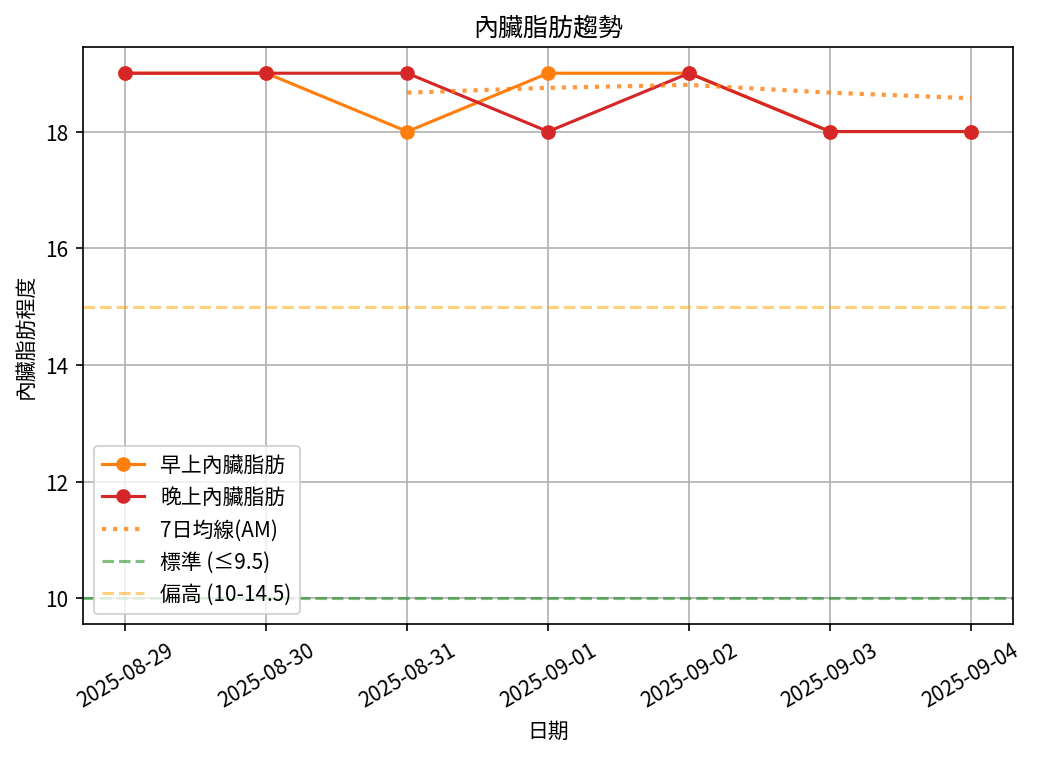 內臟脂肪趨勢
內臟脂肪程度
18
16
14
12
10
早上內臟脂肪
晚上內臟脂肪
7日均線(AM)
標準 (≤9.5)
偏高 (10-14.5)
2025-08-29
2025-08-30
2025-08-31
2025-09-01
2025-09-02
2025-09-03
2025-09-04
日期